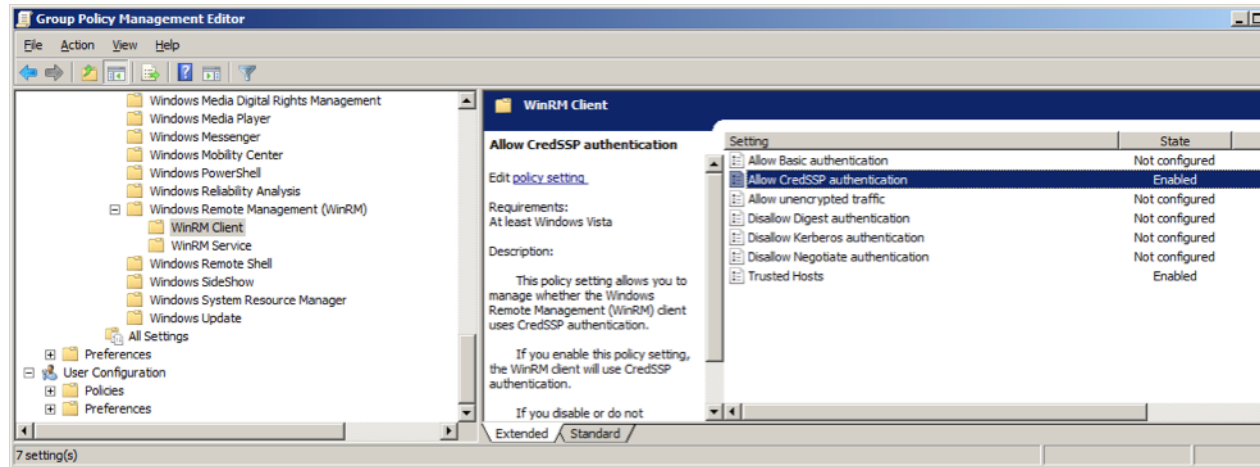 Group Policy Management Editor
File Action View Help
Windows Media Digital Rights Management
Windows Media Player
Windows Messenger
Windows Mobility Center
Windows PowerShell
Windows Reliability Analysis
Windows Remote Management (WinRM)
WinRM Client
WinRM Service
Windows Remote Shell
Windows SideShow
Windows System Resource Manager
Windows Update
All Settings
Preferences
User Configuration
Policies
Preferences
WinRM Client
Allow CredSSP authentication
Edit policy setting
Requirements:
At least Windows Vista
Description:
This policy setting allows you to
manage whether the Windows
Remote Management (WinRM) client
uses CredSSP authentication.
If you enable this policy setting,
the WinRM client will use CredSSP
authentication.
If you disable or do not
Setting State
Allow Basic authentication Not configured
Allow CredSSP authentication Enabled
Allow unencrypted traffic Not configured
Disallow Digest authentication Not configured
Disallow Kerberos authentication Not configured
Disallow Negotiate authentication Not configured
Trusted Hosts Enabled
Extended Standard
7 setting(s)